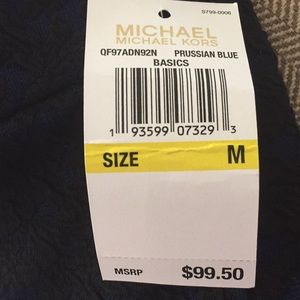 S799-0006
MICHAEL
MICHAEL KORS
QF97ADN92N PRUSSIAN BLUE
BASICS
1 93599 07329 3
SIZE M
MSRP $99.50